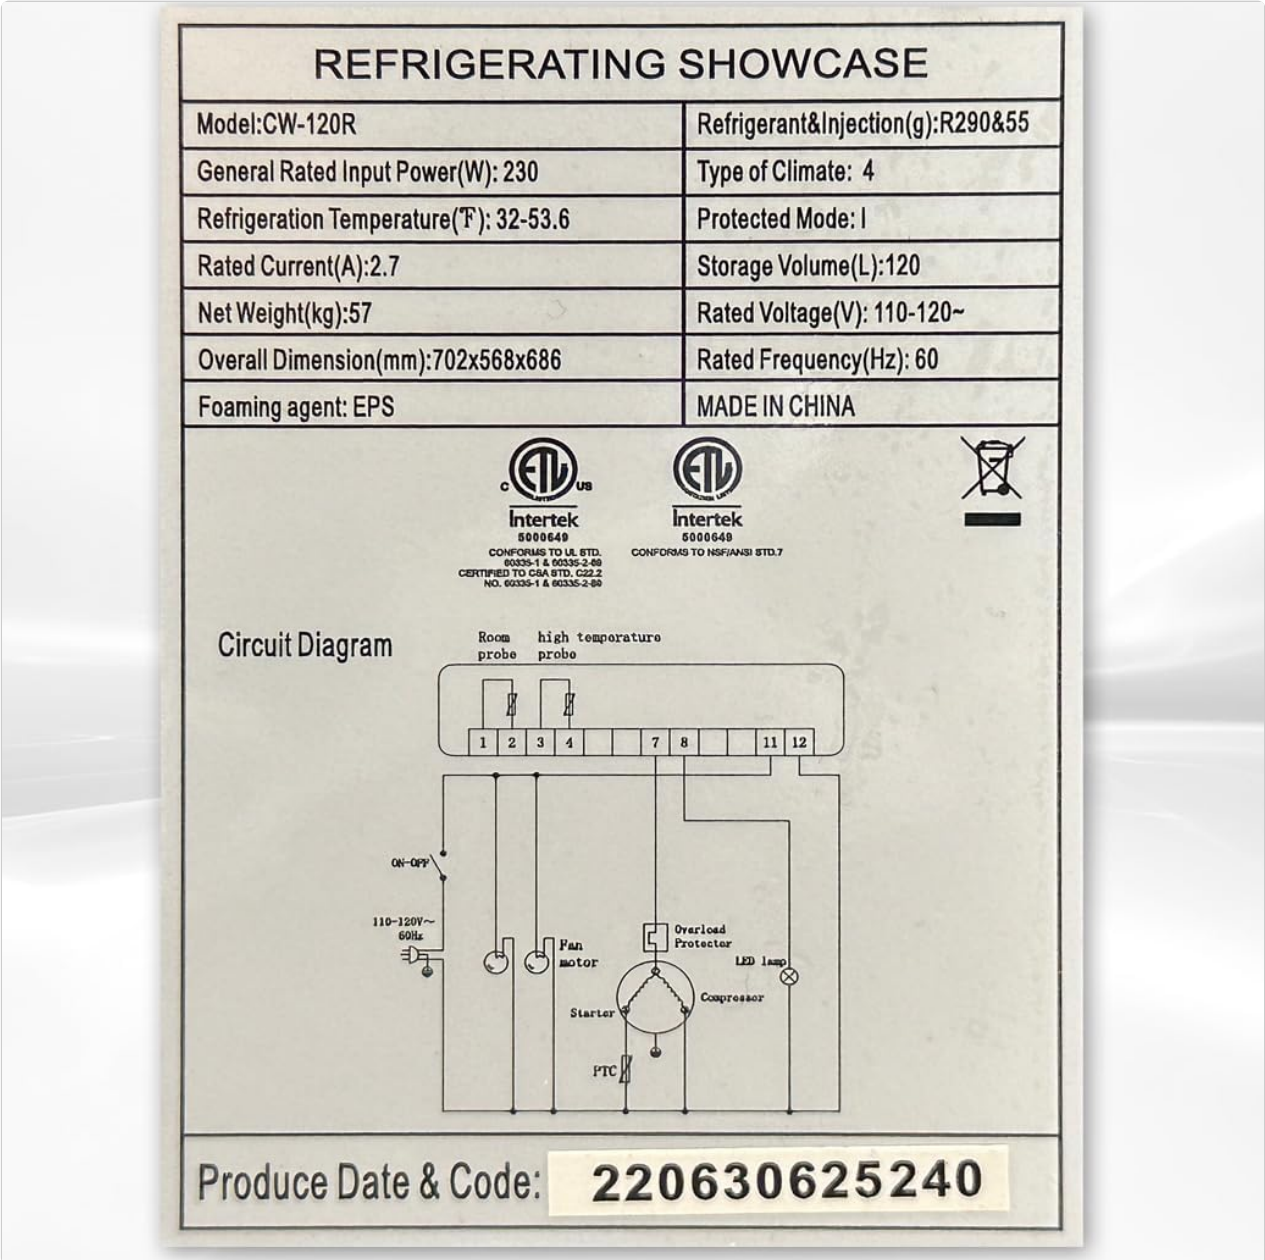 REFRIGERATING SHOWCASE
Model:CW-120R
Refrigerant&Injection(g):R290&55
General Rated Input Power(W): 230
Type of Climate: 4
Refrigeration Temperature(℉): 32-53.6
Protected Mode: I
Rated Current(A):2.7
Storage Volume(L):120
Net Weight(kg):57
Rated Voltage(V): 110-120~
Overall Dimension(mm):702x568x686
Rated Frequency(Hz): 60
Foaming agent: EPS
MADE IN CHINA
ETL
C US
Intertek
5000649
CONFORMS TO UL STD.
60335-1 & 60335-2-89
CERTIFIED TO CSA STD. C22.2
NO. 60335-1 & 60335-2-89
ETL
Intertek
5000649
CONFORMS TO NSF/ANSI STD.7
Circuit Diagram
Room
probe
high temporature
probe
1 2 3 4 7 8 11 12
ON-OFF
110-120V~
60Hz
Fan
motor
Overload
Protector
LED lamp
Starter
Compressor
PTC
Produce Date & Code: 220630625240